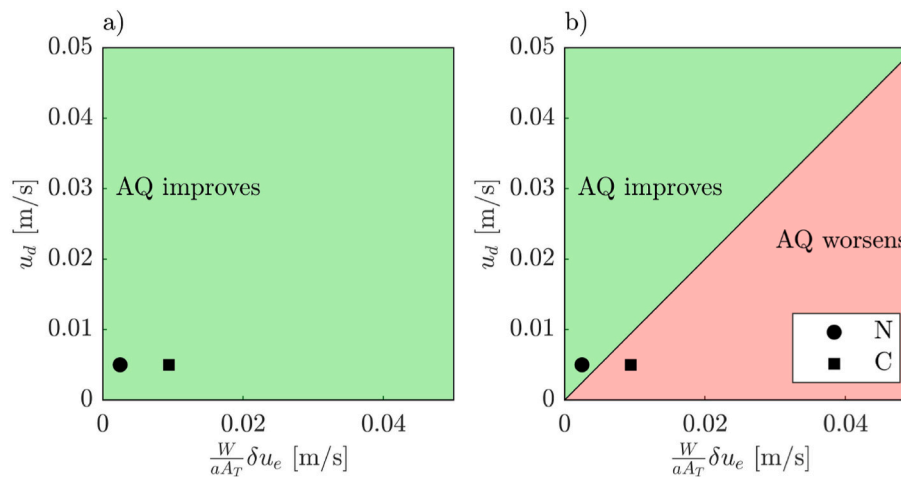 a)
0.05
0.04
0.03
0.02
0.01
0
u_d [m/s]
AQ improves
0
0.02
0.04
W/(aA_T) δu_e [m/s]
b)
0.05
0.04
0.03
0.02
0.01
0
u_d [m/s]
AQ improves
AQ worsens
N
C
0
0.02
0.04
W/(aA_T) δu_e [m/s]